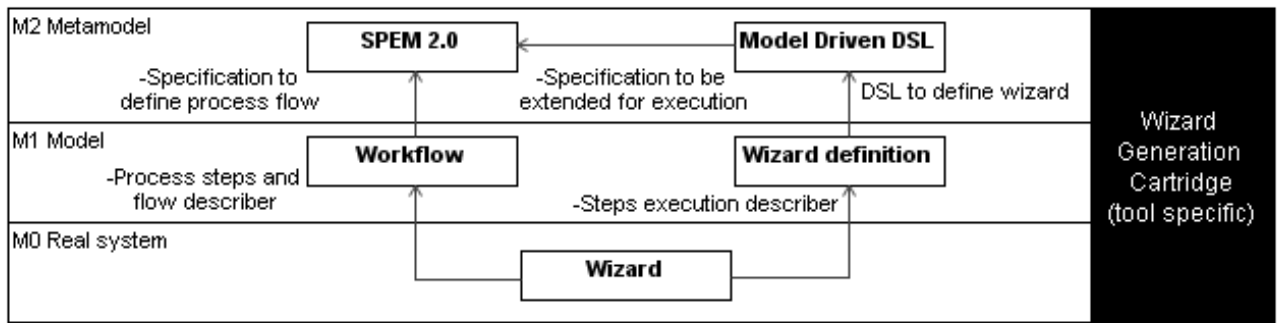 M2 Metamodel
SPEM 2.0
Model Driven DSL
-Specification to
define process flow
-Specification to be
extended for execution
DSL to define wizard
M1 Model
Workflow
Wizard definition
-Process steps and
flow describer
-Steps execution describer
M0 Real system
Wizard
Wizard
Generation
Cartridge
(tool specific)